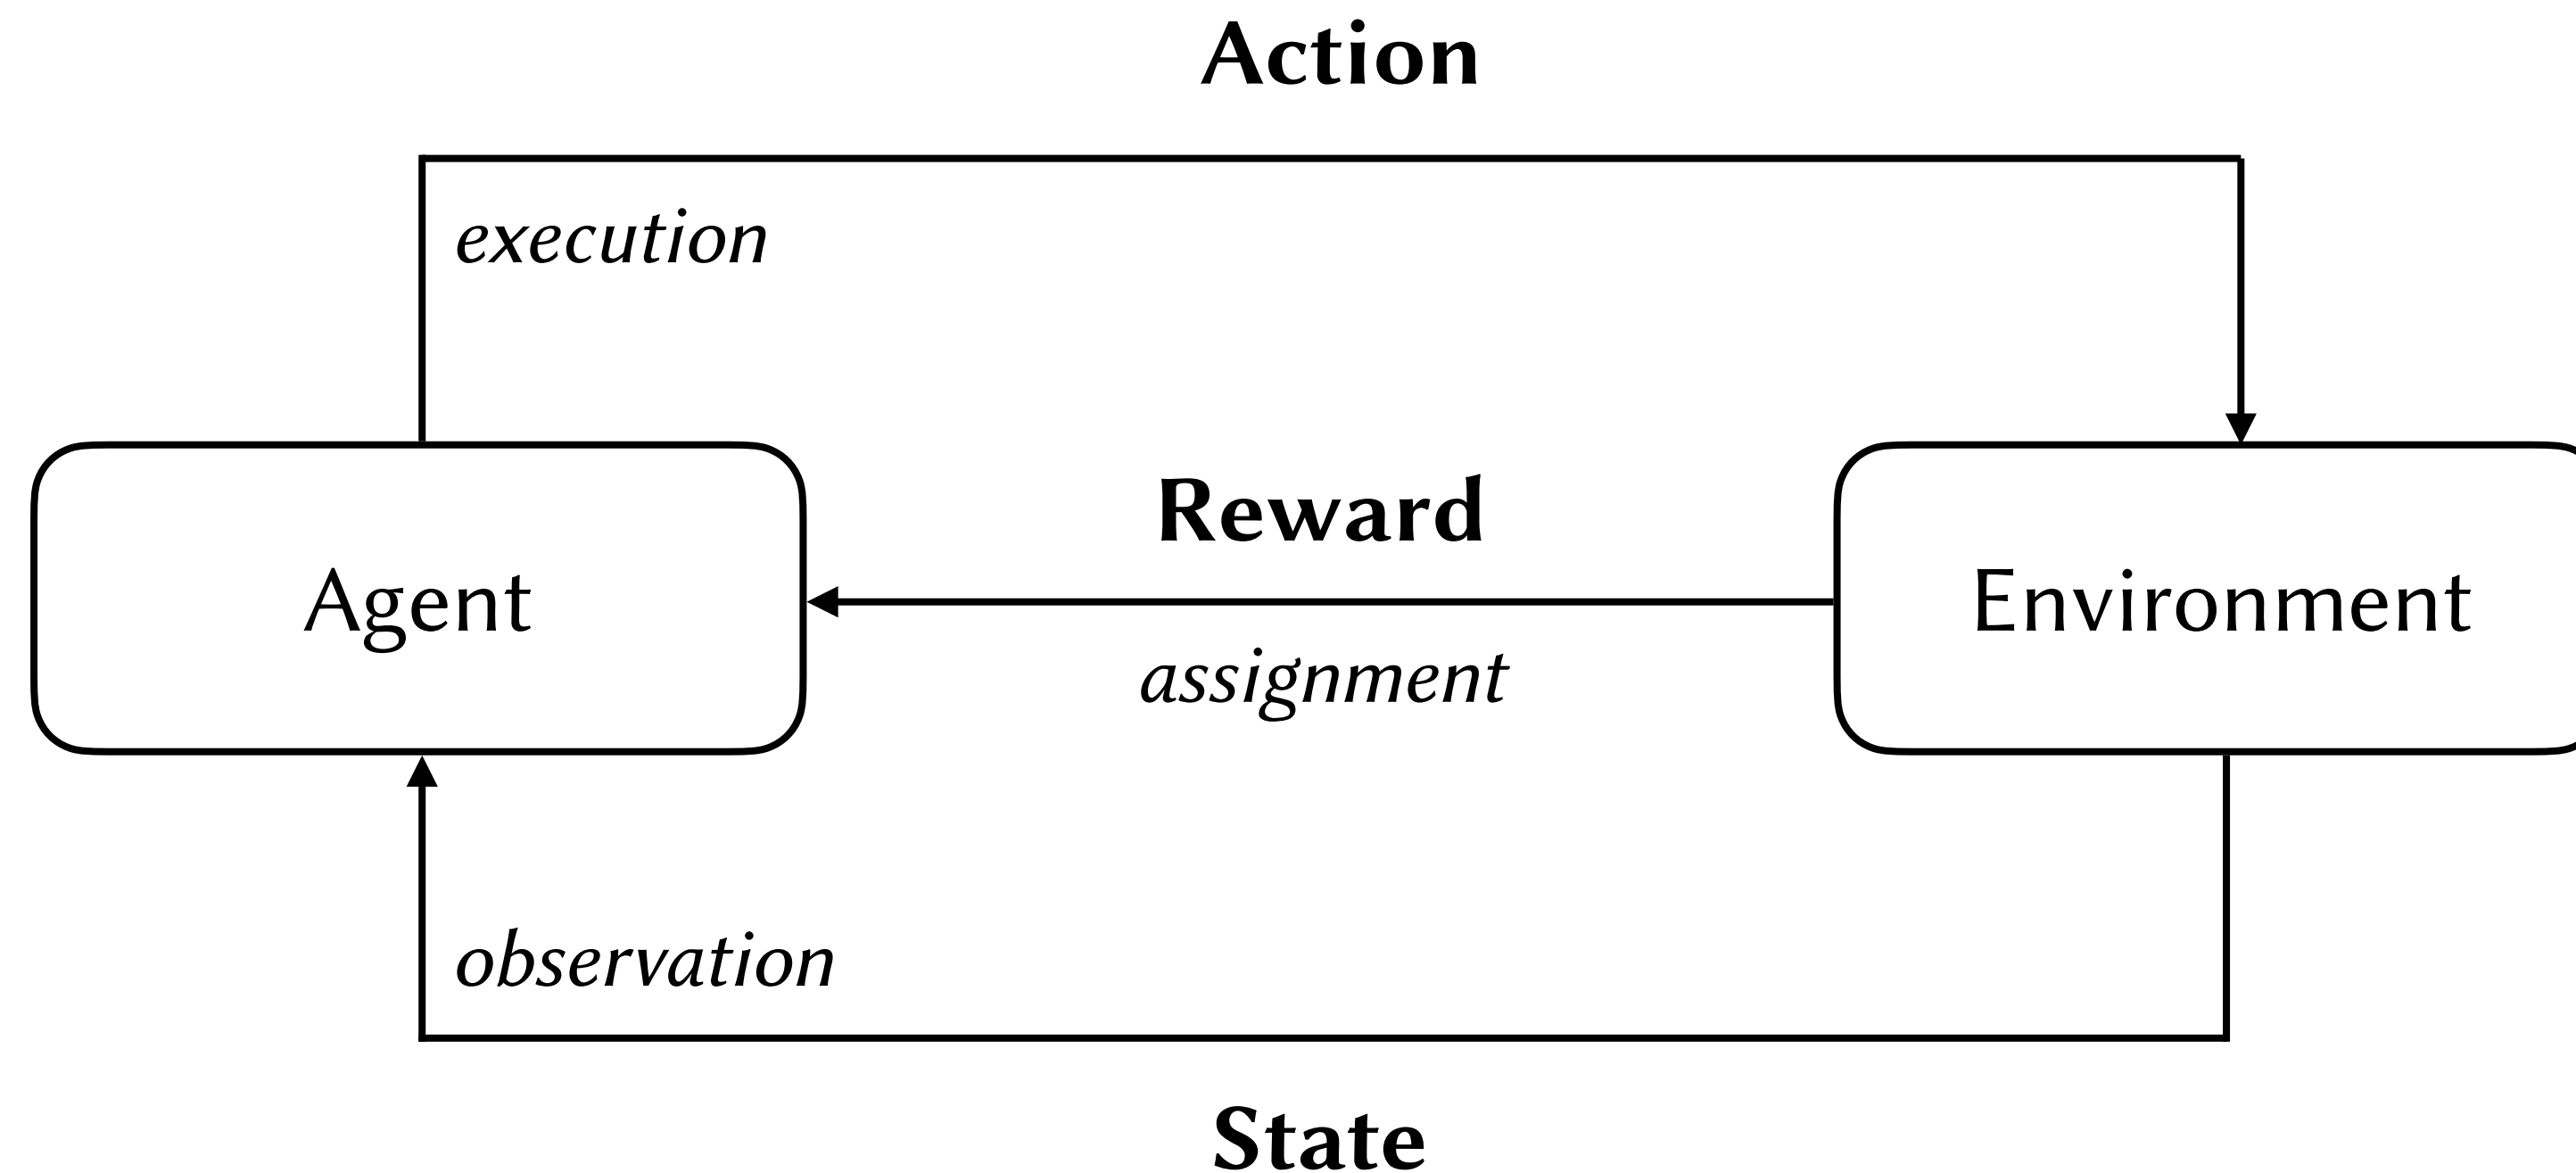 Action
execution
Reward
Agent
Environment
assignment
observation
State